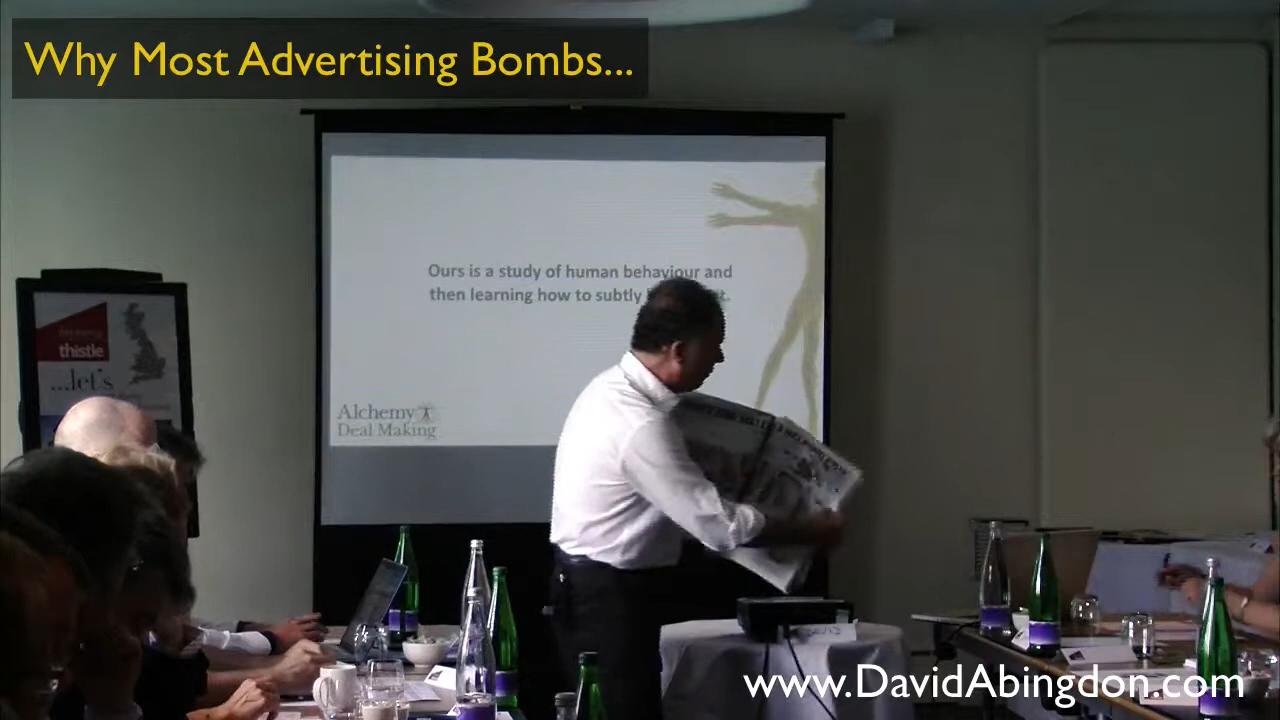 Why Most Advertising Bombs...
Ours is a study of human behaviour and
then learning how to subtly
thistle
...let's
Alchemy
Deal Making
DAVID
www.DavidAbingdon.com